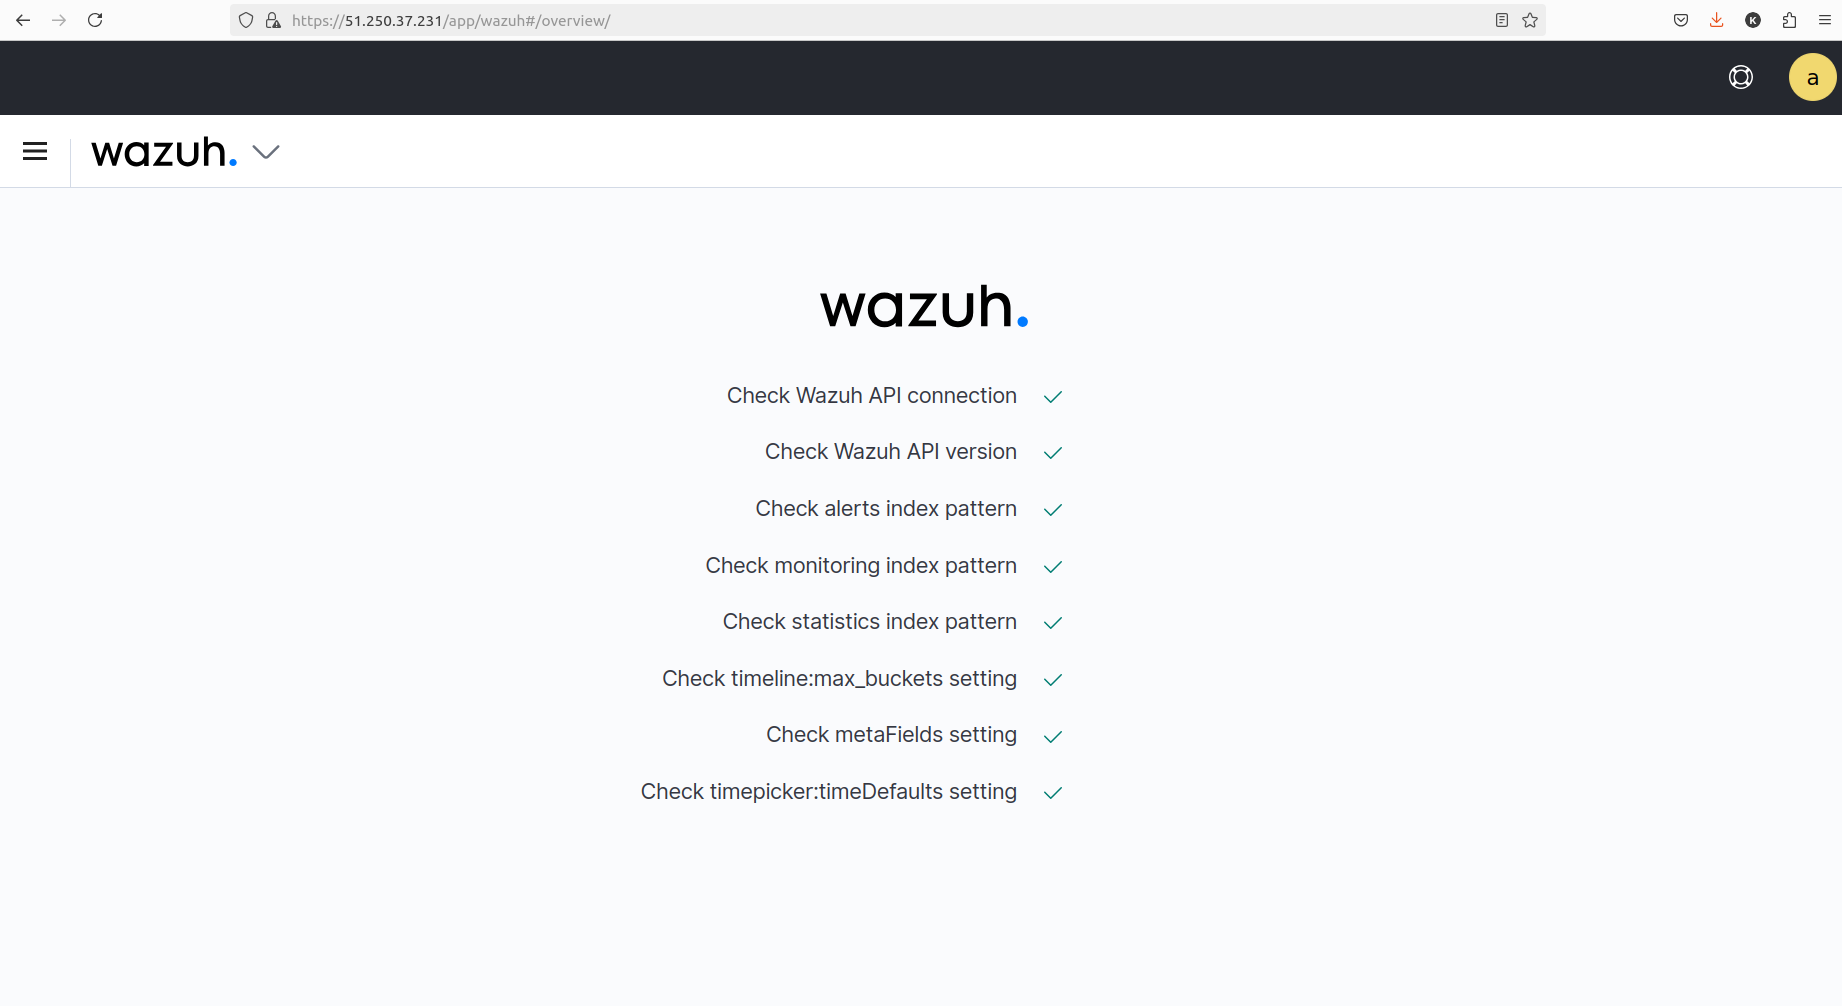 https://51.250.37.231/app/wazuh#/overview/
K
a
wazuh.
wazuh.
Check Wazuh API connection
Check Wazuh API version
Check alerts index pattern
Check monitoring index pattern
Check statistics index pattern
Check timeline:max_buckets setting
Check metaFields setting
Check timepicker:timeDefaults setting